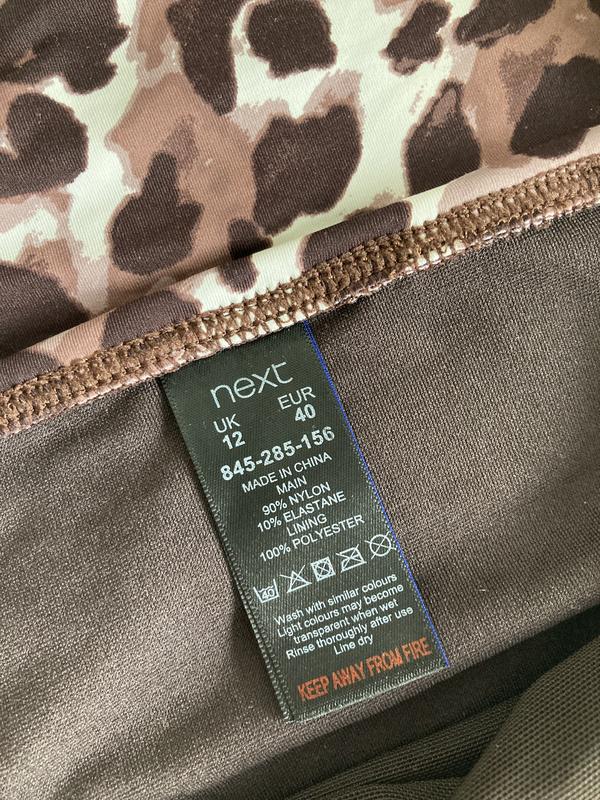 next
UK EUR
12 40
845-285-156
MADE IN CHINA
MAIN
90% NYLON
10% ELASTANE
LINING
100% POLYESTER
40
Wash with similar colours
Light colours may become
transparent when wet
Rinse thoroughly after use
Line dry
KEEP AWAY FROM FIRE